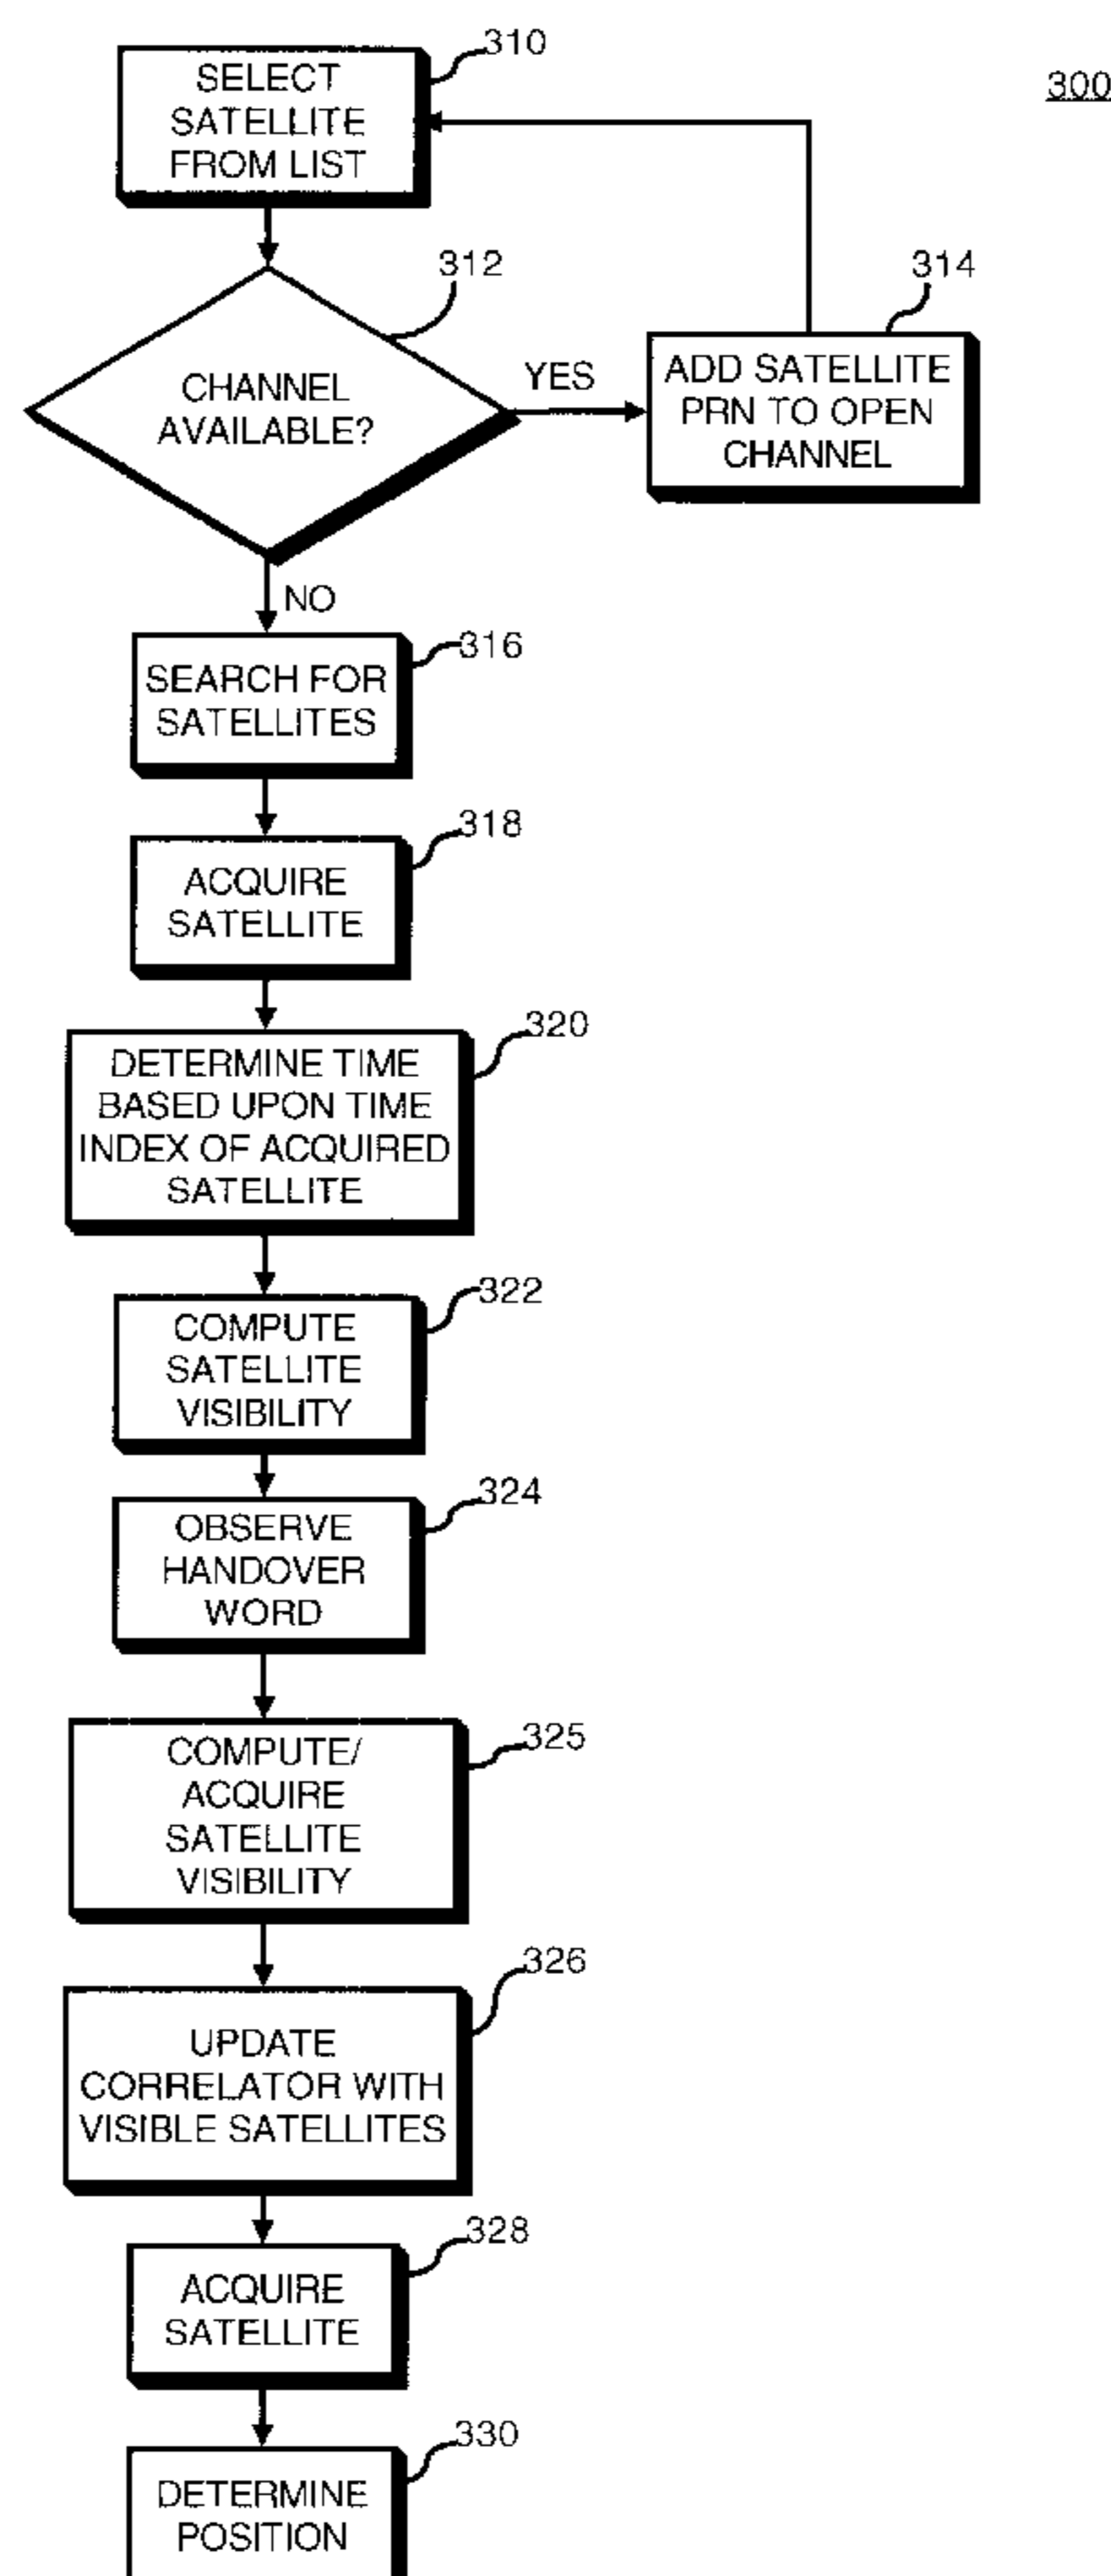 310
300
SELECT
SATELLITE
FROM LIST
312
314
CHANNEL
AVAILABLE?
YES
ADD SATELLITE
PRN TO OPEN
CHANNEL
NO
316
SEARCH FOR
SATELLITES
318
ACQUIRE
SATELLITE
320
DETERMINE TIME
BASED UPON TIME
INDEX OF ACQUIRED
SATELLITE
322
COMPUTE
SATELLITE
VISIBILITY
324
OBSERVE
HANDOVER
WORD
325
COMPUTE/
ACQUIRE
SATELLITE
VISIBILITY
326
UPDATE
CORRELATOR WITH
VISIBLE SATELLITES
328
ACQUIRE
SATELLITE
330
DETERMINE
POSITION